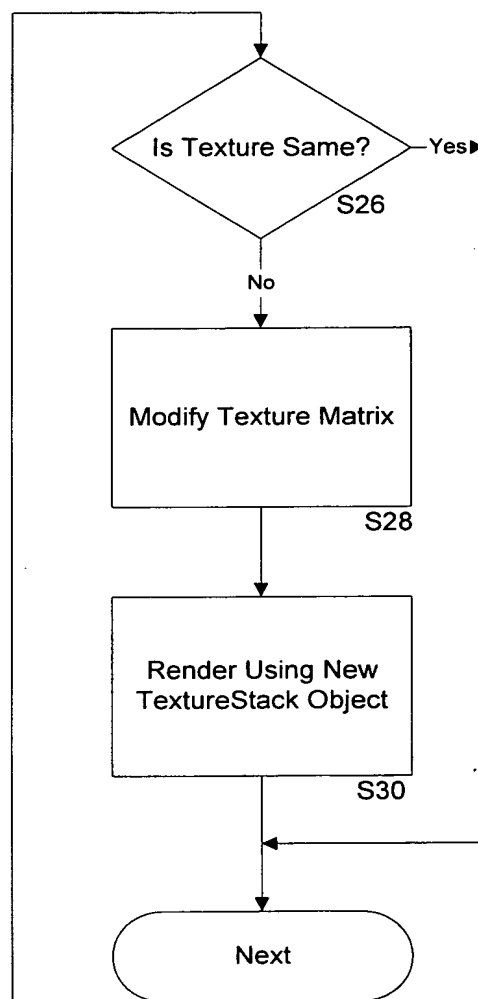 Is Texture Same?
Yes
S26
No
Modify Texture Matrix
S28
Render Using New
TextureStack Object
S30
Next